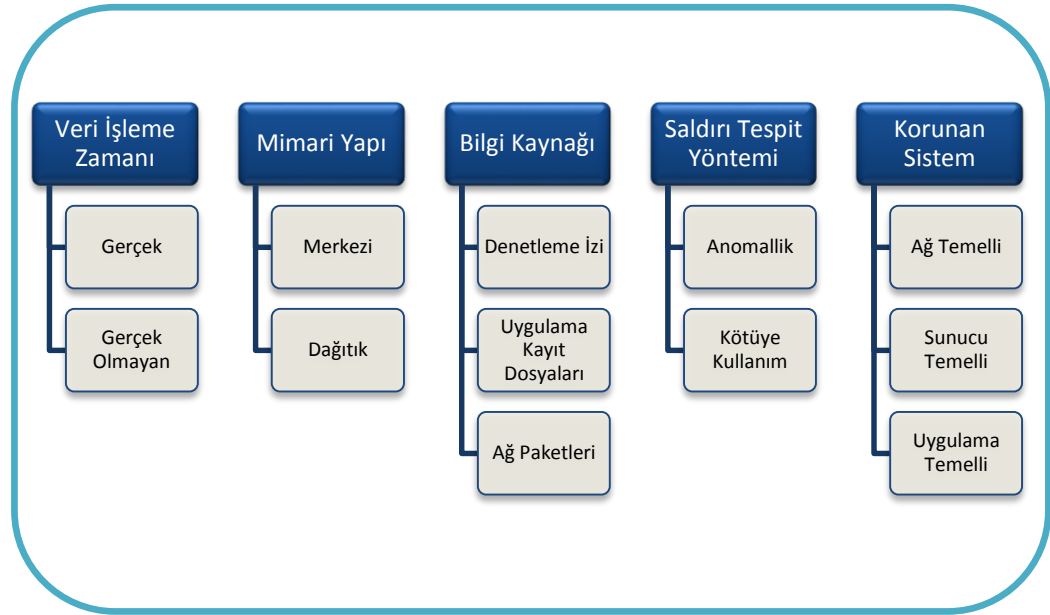 Veri İşleme
Zamanı
Gerçek
Gerçek
Olmayan
Mimari Yapı
Merkezi
Dağıtık
Bilgi Kaynağı
Denetleme İzi
Uygulama
Kayıt
Dosyaları
Ağ Paketleri
Saldırı Tespit
Yöntemi
Anomallik
Kötüye
Kullanım
Korunan
Sistem
Ağ Temelli
Sunucu
Temelli
Uygulama
Temelli